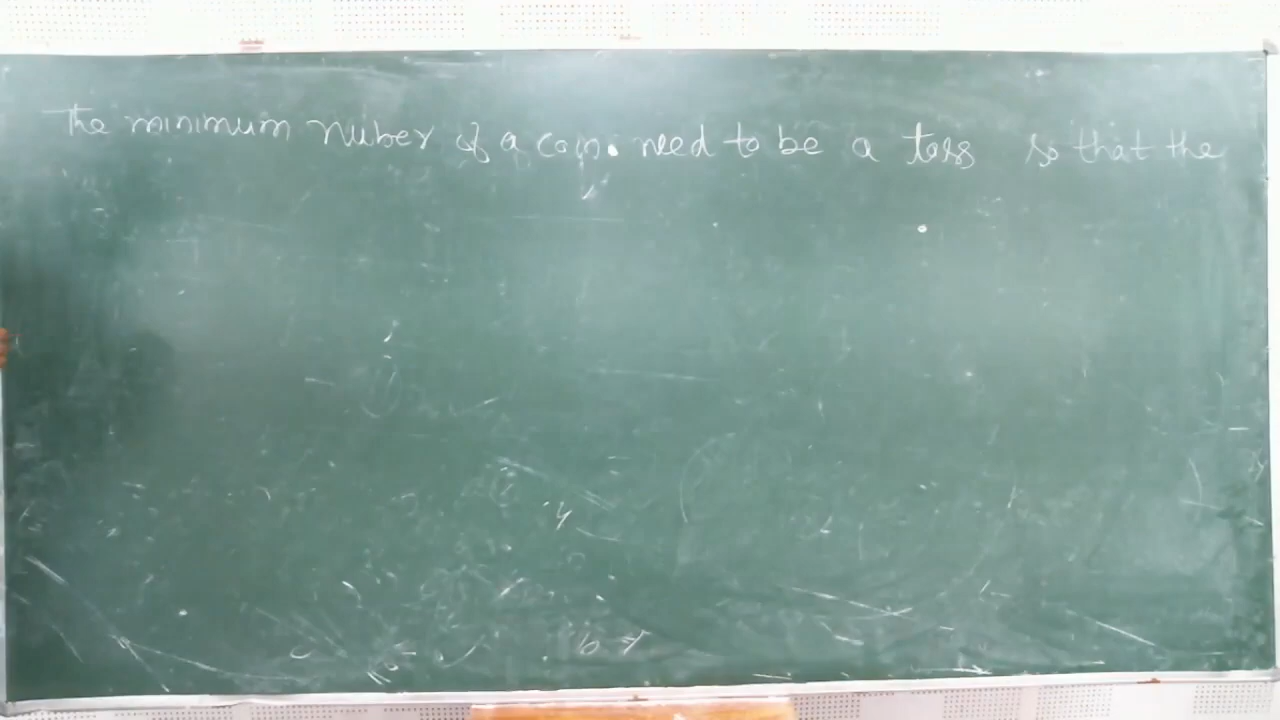 The minimum nuber of a coin. need to be a toss so that the